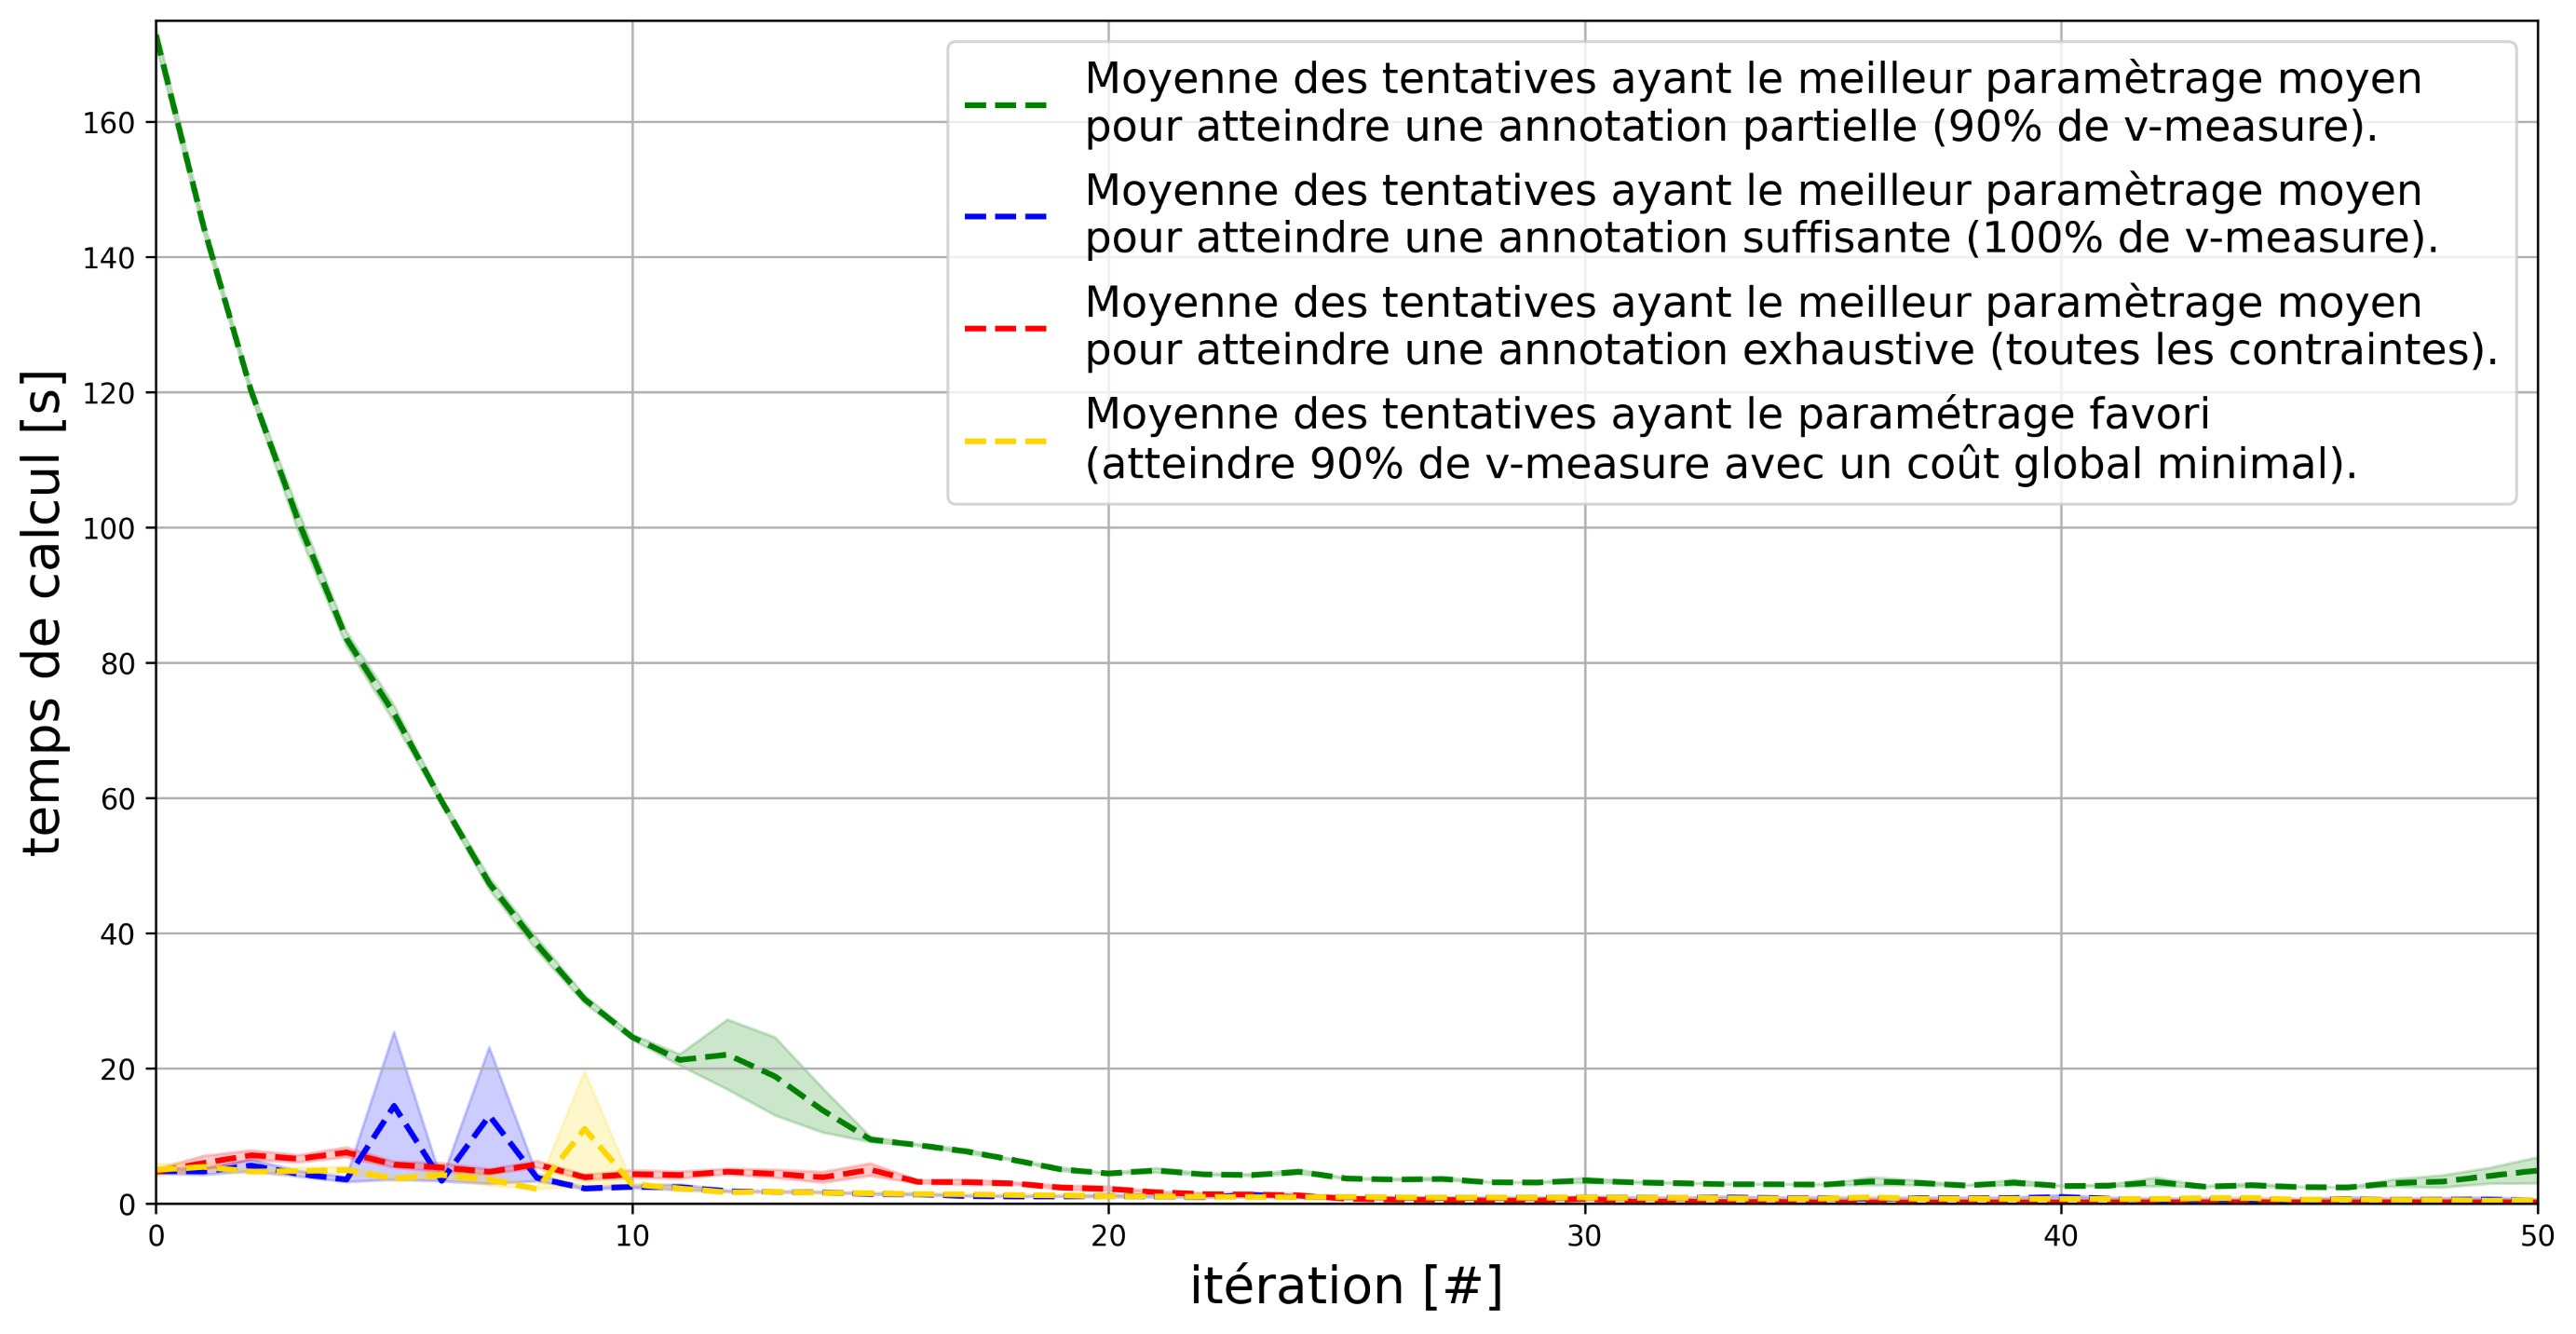 Moyenne des tentatives ayant le meilleur paramètrage moyen
pour atteindre une annotation partielle (90% de v-measure).
Moyenne des tentatives ayant le meilleur paramètrage moyen
pour atteindre une annotation suffisante (100% de v-measure).
Moyenne des tentatives ayant le meilleur paramètrage moyen
pour atteindre une annotation exhaustive (toutes les contraintes).
Moyenne des tentatives ayant le paramétrage favori
(atteindre 90% de v-measure avec un coût global minimal).
temps de calcul [s]
160
140
120
100
80
60
40
20
0
0 10 20 30 40 50
itération [#]